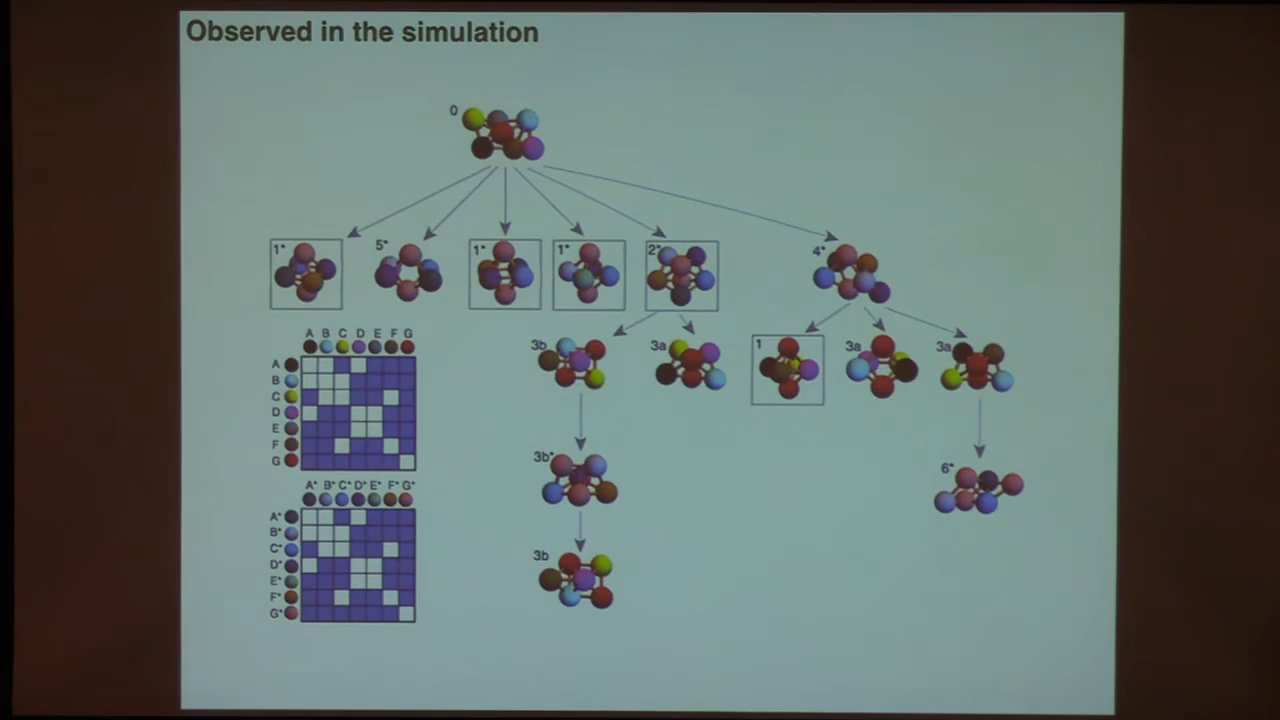 Observed in the simulation
0
1* 5* 1* 1* 2* 4*
A B C D E F G
A
B
C
D
E
F
G
3b 3a 1 3a 3a
3b* 6*
A* B* C* D* E* F* G*
A*
B*
C*
D*
E*
F*
G*
3b